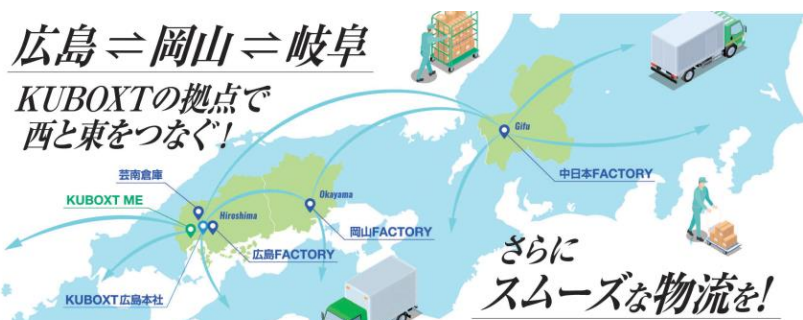 広島⇌岡山⇌岐阜
KUBOXTの拠点で
西と東をつなぐ!
芸南倉庫
KUBOXT ME
Hiroshima
広島FACTORY
KUBOXT広島本社
Okayama
岡山FACTORY
Gifu
中日本FACTORY
さらに
スムーズな物流を!